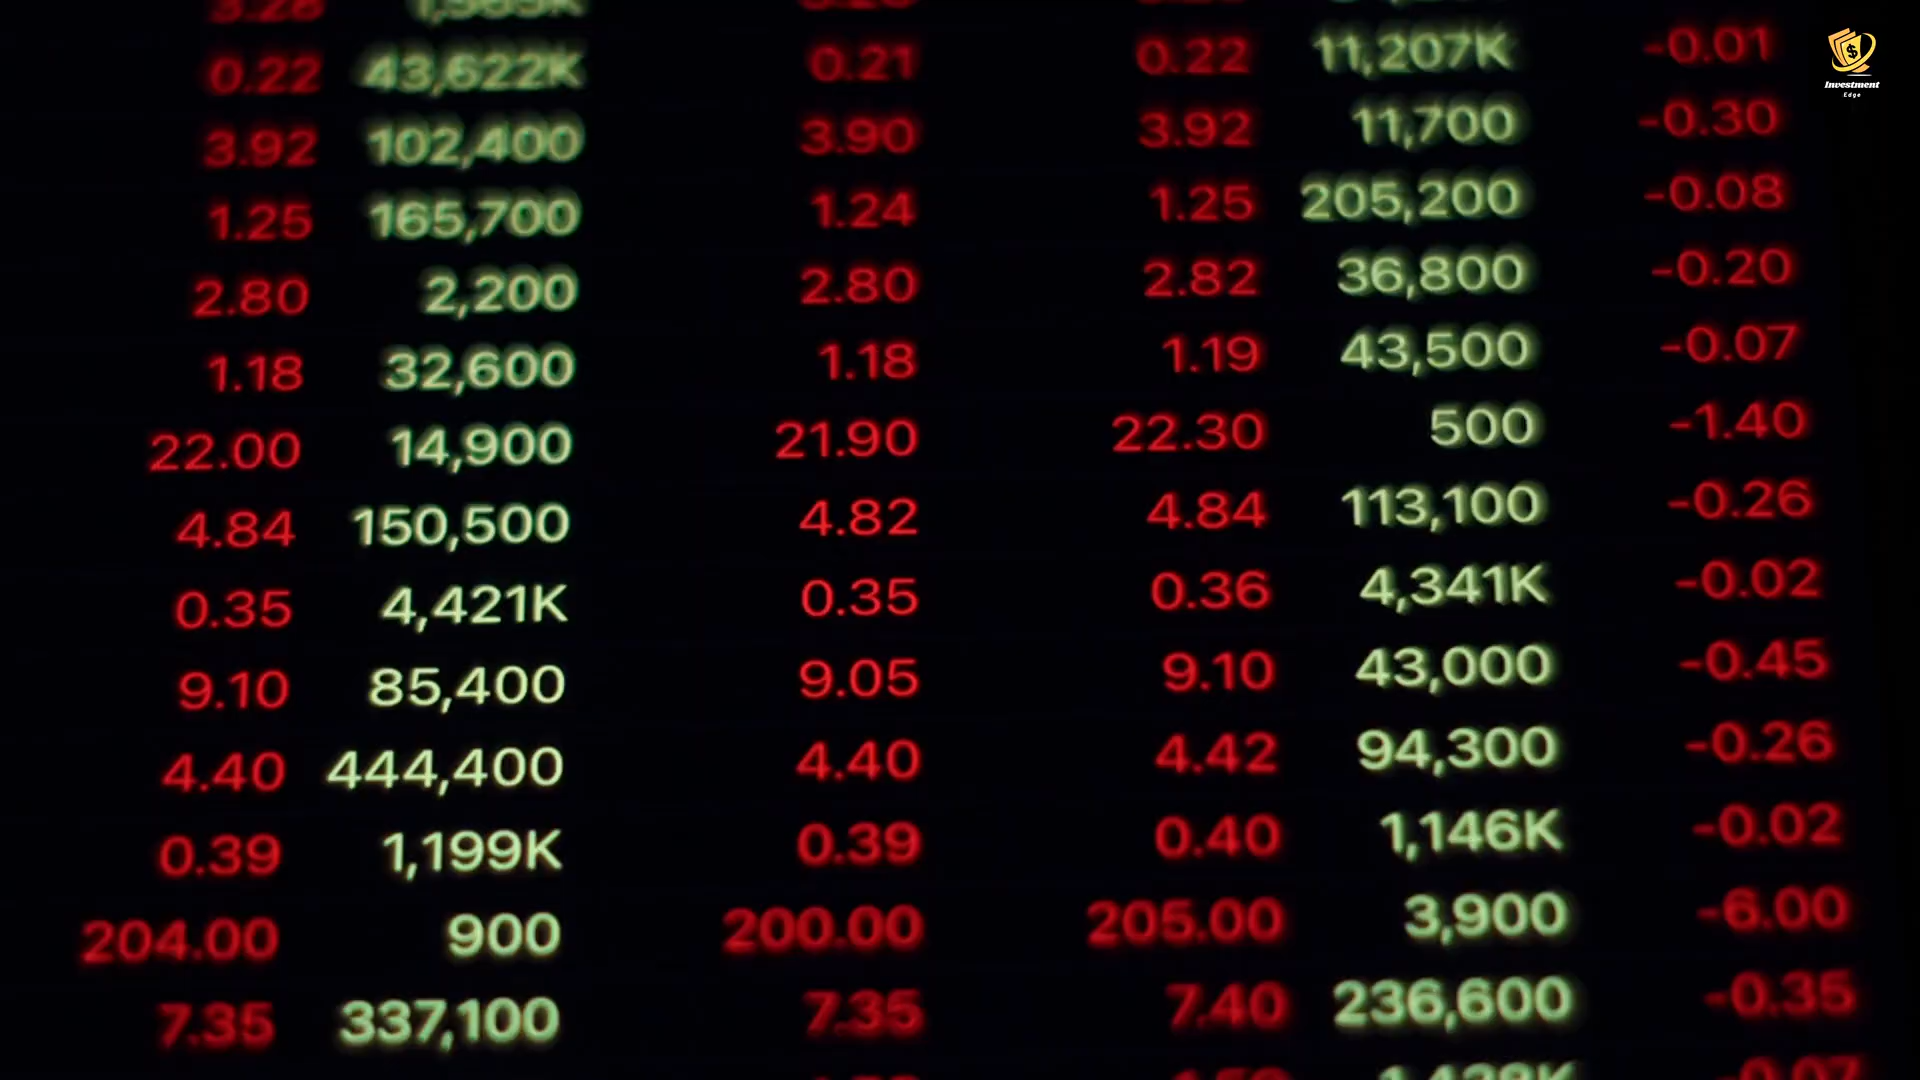 43,622K 0.21 0.22 11,207K -0.01
0.22
3.92 102,400 3.90 3.92 11,700 -0.30
1.25 165,700 1.24 1.25 205,200 -0.08
2.80 2,200 2.80 2.82 36,800 -0.20
1.18 32,600 1.18 1.19 43,500 -0.07
22.00 14,900 21.90 22.30 500 -1.40
4.84 150,500 4.82 4.84 113,100 -0.26
0.35 4,421K 0.35 0.36 4,341K -0.02
9.10 85,400 9.05 9.10 43,000 -0.45
4.40 444,400 4.40 4.42 94,300 -0.26
0.39 1,199K 0.39 0.40 1,146K -0.02
204.00 900 200.00 205.00 3,900 -6.00
7.35 337,100 7.35 7.40 236,600 -0.35
Investment
Edge